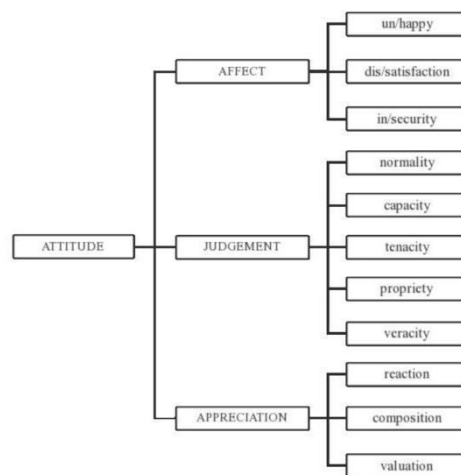 un/happy
AFFECT
dis/satisfaction
in/security
normality
capacity
ATTITUDE
JUDGEMENT
tenacity
propriety
veracity
reaction
APPRECIATION
composition
valuation